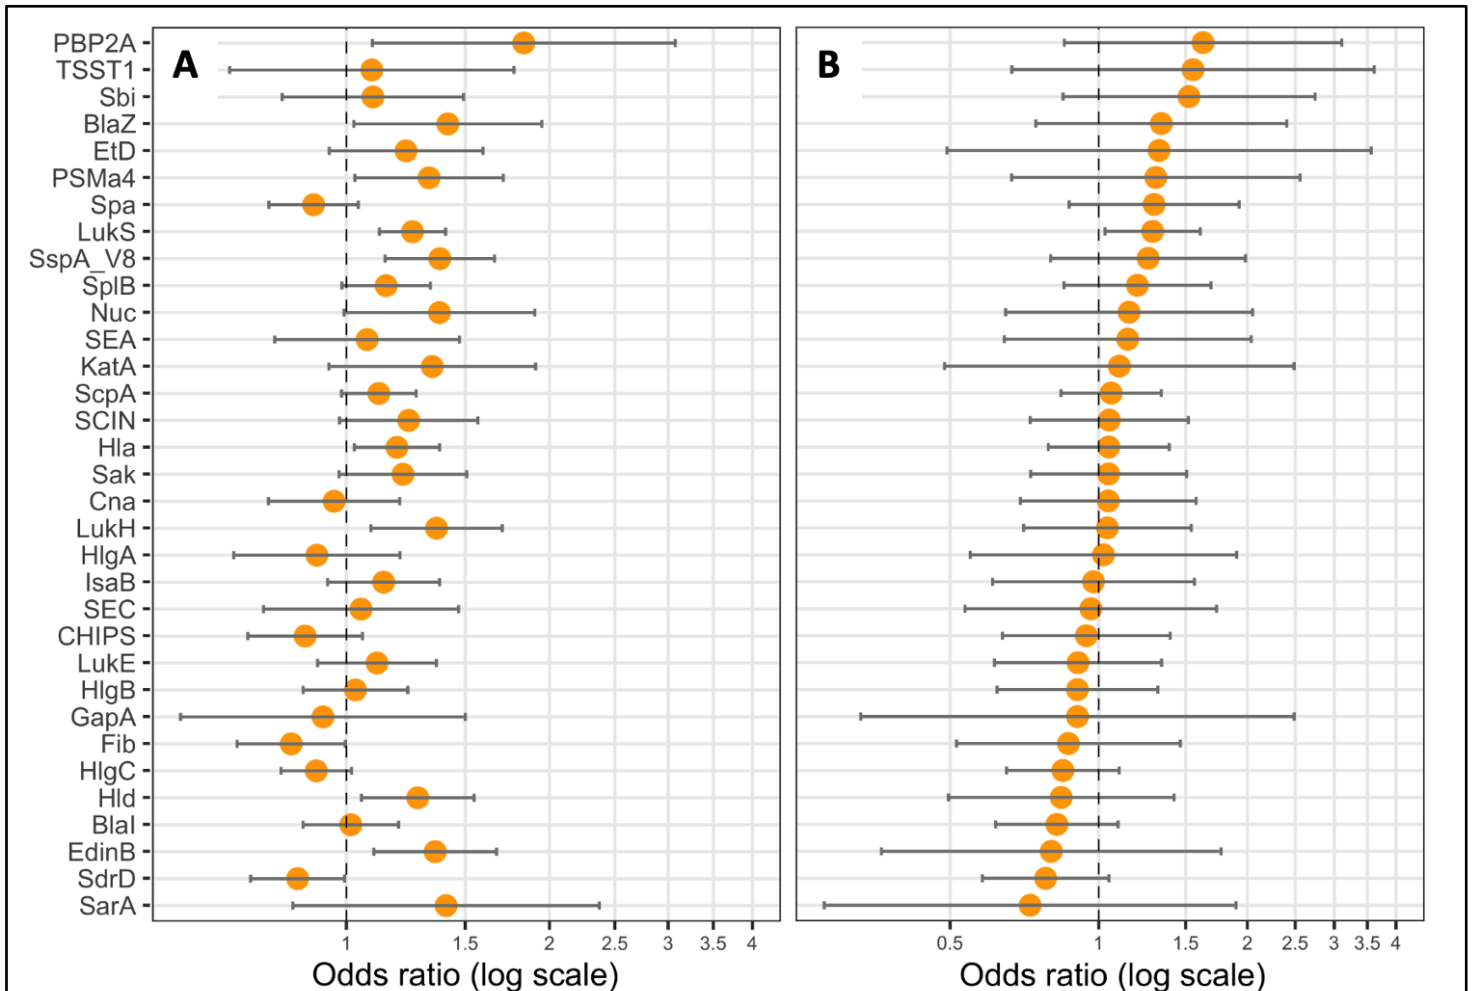 A
B
PBP2A
TSST1
Sbi
BlaZ
EtD
PSMa4
Spa
LukS
SspA_V8
SplB
Nuc
SEA
KatA
ScpA
SCIN
Hla
Sak
Cna
LukH
HlgA
IsaB
SEC
CHIPS
LukE
HlgB
GapA
Fib
HlgC
Hld
BlaI
EdinB
SdrD
SarA
1 1.5 2 2.5 3 3.5 4
0.5 1 1.5 2 2.5 3 3.5 4
Odds ratio (log scale)
Odds ratio (log scale)